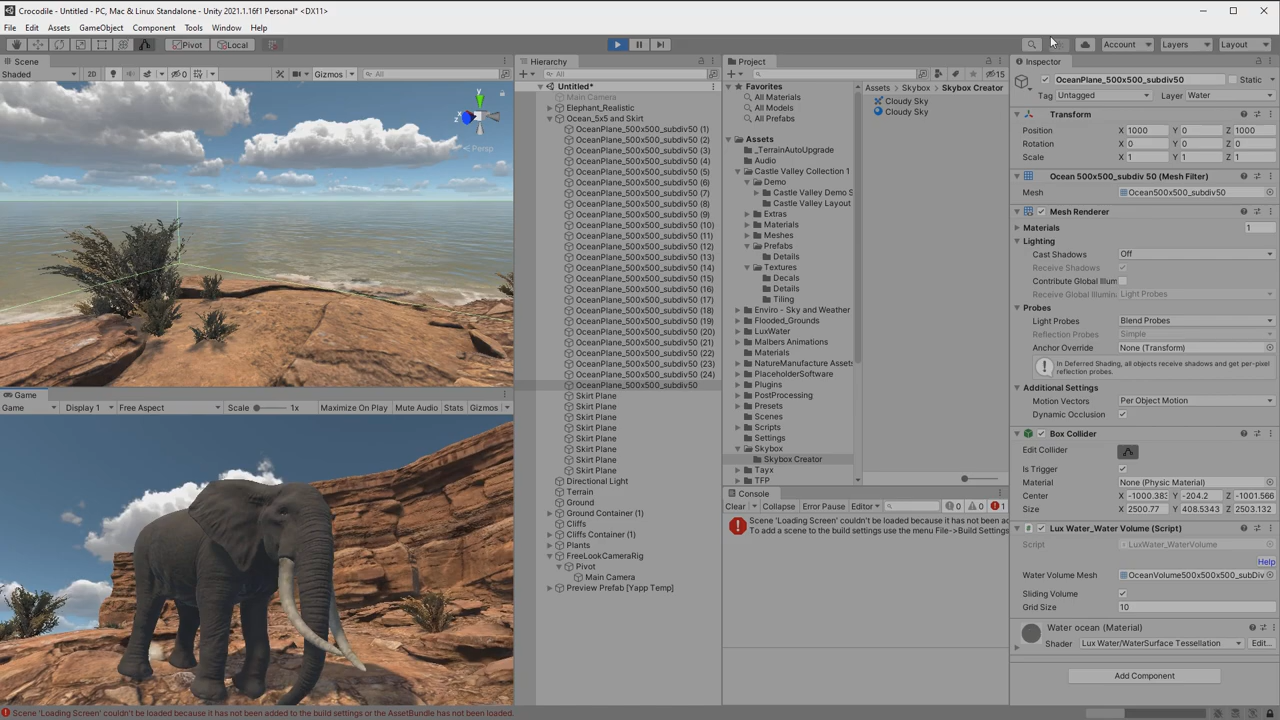 Crocodile - Untitled - PC, Mac & Linux Standalone - Unity 2021.1.16f1 Personal* <DX11>
File Edit Assets GameObject Component Tools Window Help
Pivot Local Account Layers Layout
Scene
Shaded 2D 0 Gizmos All
Persp
Game
Game Display 1 Free Aspect Scale 1x Maximize On Play Mute Audio Stats Gizmos
Hierarchy
All
Untitled*
Main Camera
Elephant_Realistic
Ocean_5x5 and Skirt
OceanPlane_500x500_subdiv50 (1)
OceanPlane_500x500_subdiv50 (2)
OceanPlane_500x500_subdiv50 (3)
OceanPlane_500x500_subdiv50 (4)
OceanPlane_500x500_subdiv50 (5)
OceanPlane_500x500_subdiv50 (6)
OceanPlane_500x500_subdiv50 (7)
OceanPlane_500x500_subdiv50 (8)
OceanPlane_500x500_subdiv50 (9)
OceanPlane_500x500_subdiv50 (10)
OceanPlane_500x500_subdiv50 (11)
OceanPlane_500x500_subdiv50 (12)
OceanPlane_500x500_subdiv50 (13)
OceanPlane_500x500_subdiv50 (14)
OceanPlane_500x500_subdiv50 (15)
OceanPlane_500x500_subdiv50 (16)
OceanPlane_500x500_subdiv50 (17)
OceanPlane_500x500_subdiv50 (18)
OceanPlane_500x500_subdiv50 (19)
OceanPlane_500x500_subdiv50 (20)
OceanPlane_500x500_subdiv50 (21)
OceanPlane_500x500_subdiv50 (22)
OceanPlane_500x500_subdiv50 (23)
OceanPlane_500x500_subdiv50 (24)
OceanPlane_500x500_subdiv50
Skirt Plane
Skirt Plane
Skirt Plane
Skirt Plane
Skirt Plane
Skirt Plane
Skirt Plane
Skirt Plane
Directional Light
Terrain
Ground
Ground Container (1)
Cliffs
Cliffs Container (1)
Plants
FreeLookCameraRig
Pivot
Main Camera
Preview Prefab [Yapp Temp]
Project
15
Favorites
All Materials
All Models
All Prefabs
Assets
_TerrainAutoUpgrade
Audio
Castle Valley Collection 1
Demo
Castle Valley Demo S
Castle Valley Layout
Extras
Materials
Meshes
Prefabs
Details
Textures
Decals
Details
Tiling
Enviro - Sky and Weather
Flooded_Grounds
LuxWater
Malbers Animations
Materials
NatureManufacture Assets
PlaceholderSoftware
Plugins
PostProcessing
Presets
Scenes
Scripts
Settings
Skybox
Skybox Creator
Tayx
TFP
Assets Skybox Skybox Creator
Cloudy Sky
Cloudy Sky
Console
Clear Collapse Error Pause Editor 0 0 1
Scene 'Loading Screen' couldn't be loaded because it has not been ad
To add a scene to the build settings use the menu File->Build Settings
Inspector
OceanPlane_500x500_subdiv50 Static
Tag Untagged Layer Water
Transform
Position X 1000 Y 0 Z 1000
Rotation X 0 Y 0 Z 0
Scale X 1 Y 1 Z 1
Ocean 500x500_subdiv 50 (Mesh Filter)
Mesh Ocean500x500_subdiv50
Mesh Renderer
Materials 1
Lighting
Cast Shadows Off
Receive Shadows
Contribute Global Illum
Receive Global Illumin Light Probes
Probes
Light Probes Blend Probes
Reflection Probes Simple
Anchor Override None (Transform)
In Deferred Shading, all objects receive shadows and get per-pixel
reflection probes.
Additional Settings
Motion Vectors Per Object Motion
Dynamic Occlusion
Box Collider
Edit Collider
Is Trigger
Material None (Physic Material)
Center X -1000.383 Y -204.2 Z -1001.566
Size X 2500.77 Y 408.5343 Z 2503.132
Lux Water_Water Volume (Script)
Script LuxWater_WaterVolume
Help
Water Volume Mesh OceanVolume500x500x500_subDiv
Sliding Volume
Grid Size 10
Water ocean (Material)
Shader Lux Water/WaterSurface Tessellation Edit...
Add Component
Scene 'Loading Screen' couldn't be loaded because it has not been added to the build settings or the AssetBundle has not been loaded.